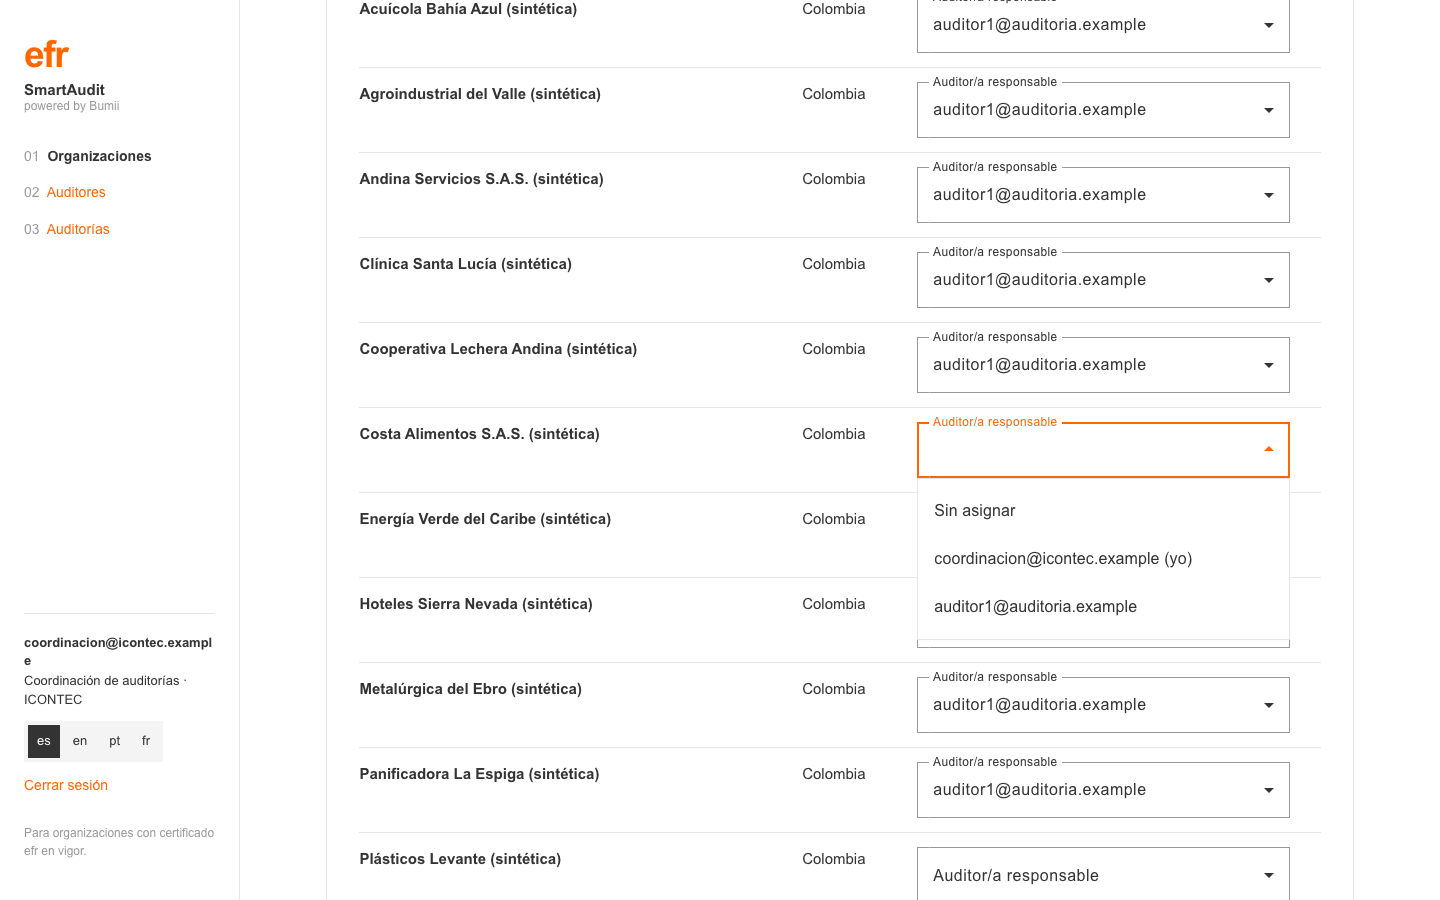 efr
SmartAudit
powered by Bumii
01 Organizaciones
02 Auditores
03 Auditorías
coordinacion@icontec.exampl
e
Coordinación de auditorías ·
ICONTEC
es en pt fr
Cerrar sesión
Para organizaciones con certificado
efr en vigor.
Acuícola Bahía Azul (sintética) Colombia
Auditor/a responsable
auditor1@auditoria.example
Agroindustrial del Valle (sintética) Colombia
Auditor/a responsable
auditor1@auditoria.example
Andina Servicios S.A.S. (sintética) Colombia
Auditor/a responsable
auditor1@auditoria.example
Clínica Santa Lucía (sintética) Colombia
Auditor/a responsable
auditor1@auditoria.example
Cooperativa Lechera Andina (sintética) Colombia
Auditor/a responsable
auditor1@auditoria.example
Costa Alimentos S.A.S. (sintética) Colombia
Auditor/a responsable
Sin asignar
coordinacion@icontec.example (yo)
auditor1@auditoria.example
Energía Verde del Caribe (sintética) Colombia
Hoteles Sierra Nevada (sintética) Colombia
Metalúrgica del Ebro (sintética) Colombia
Auditor/a responsable
auditor1@auditoria.example
Panificadora La Espiga (sintética) Colombia
Auditor/a responsable
auditor1@auditoria.example
Plásticos Levante (sintética) Colombia
Auditor/a responsable